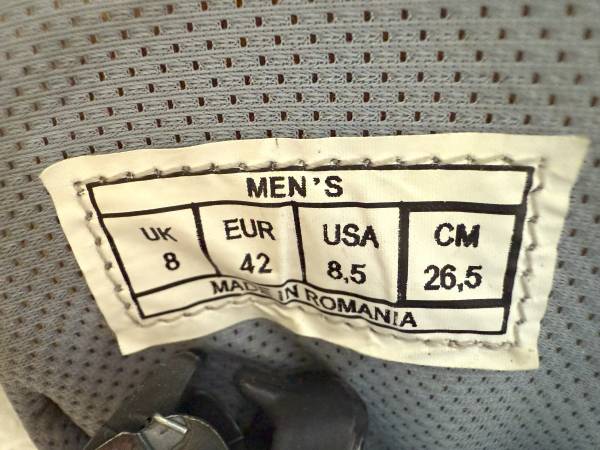 MEN'S
UK EUR USA CM
8 42 8,5 26,5
MADE IN ROMANIA